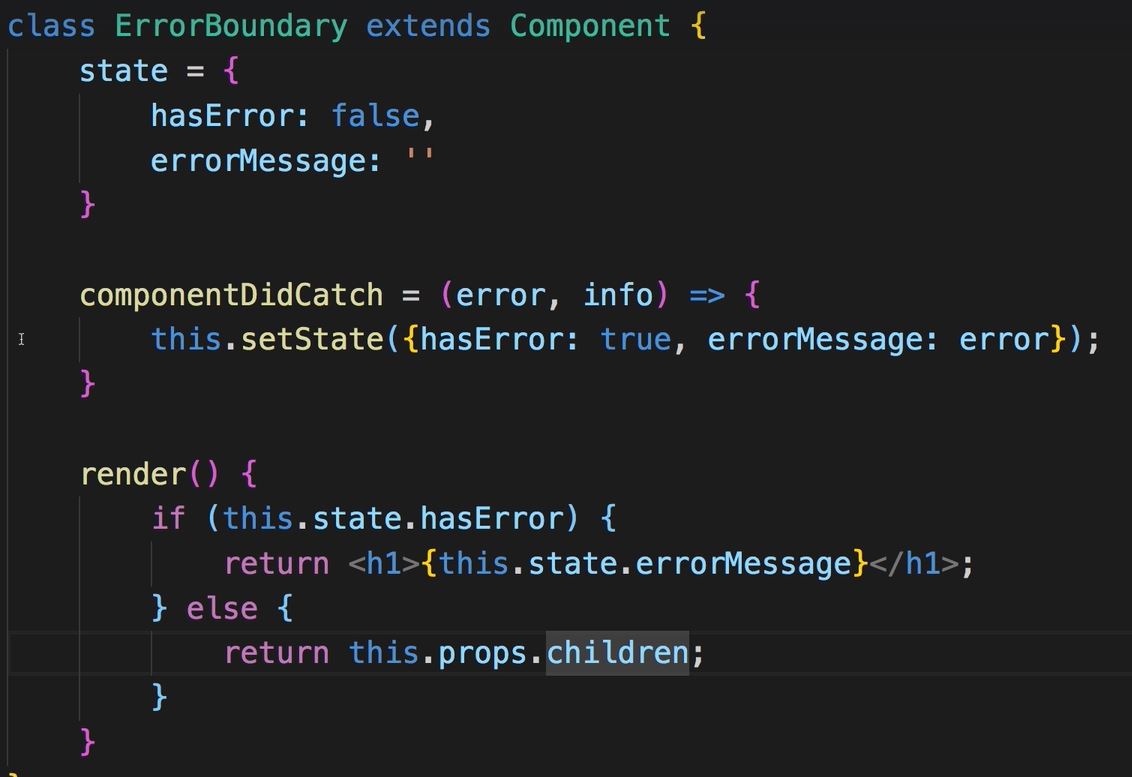 class ErrorBoundary extends Component {
    state = {
        hasError: false,
        errorMessage: ''
    }

    componentDidCatch = (error, info) => {
        this.setState({hasError: true, errorMessage: error});
    }

    render() {
        if (this.state.hasError) {
            return <h1>{this.state.errorMessage}</h1>;
        } else {
            return this.props.children;
        }
    }
}